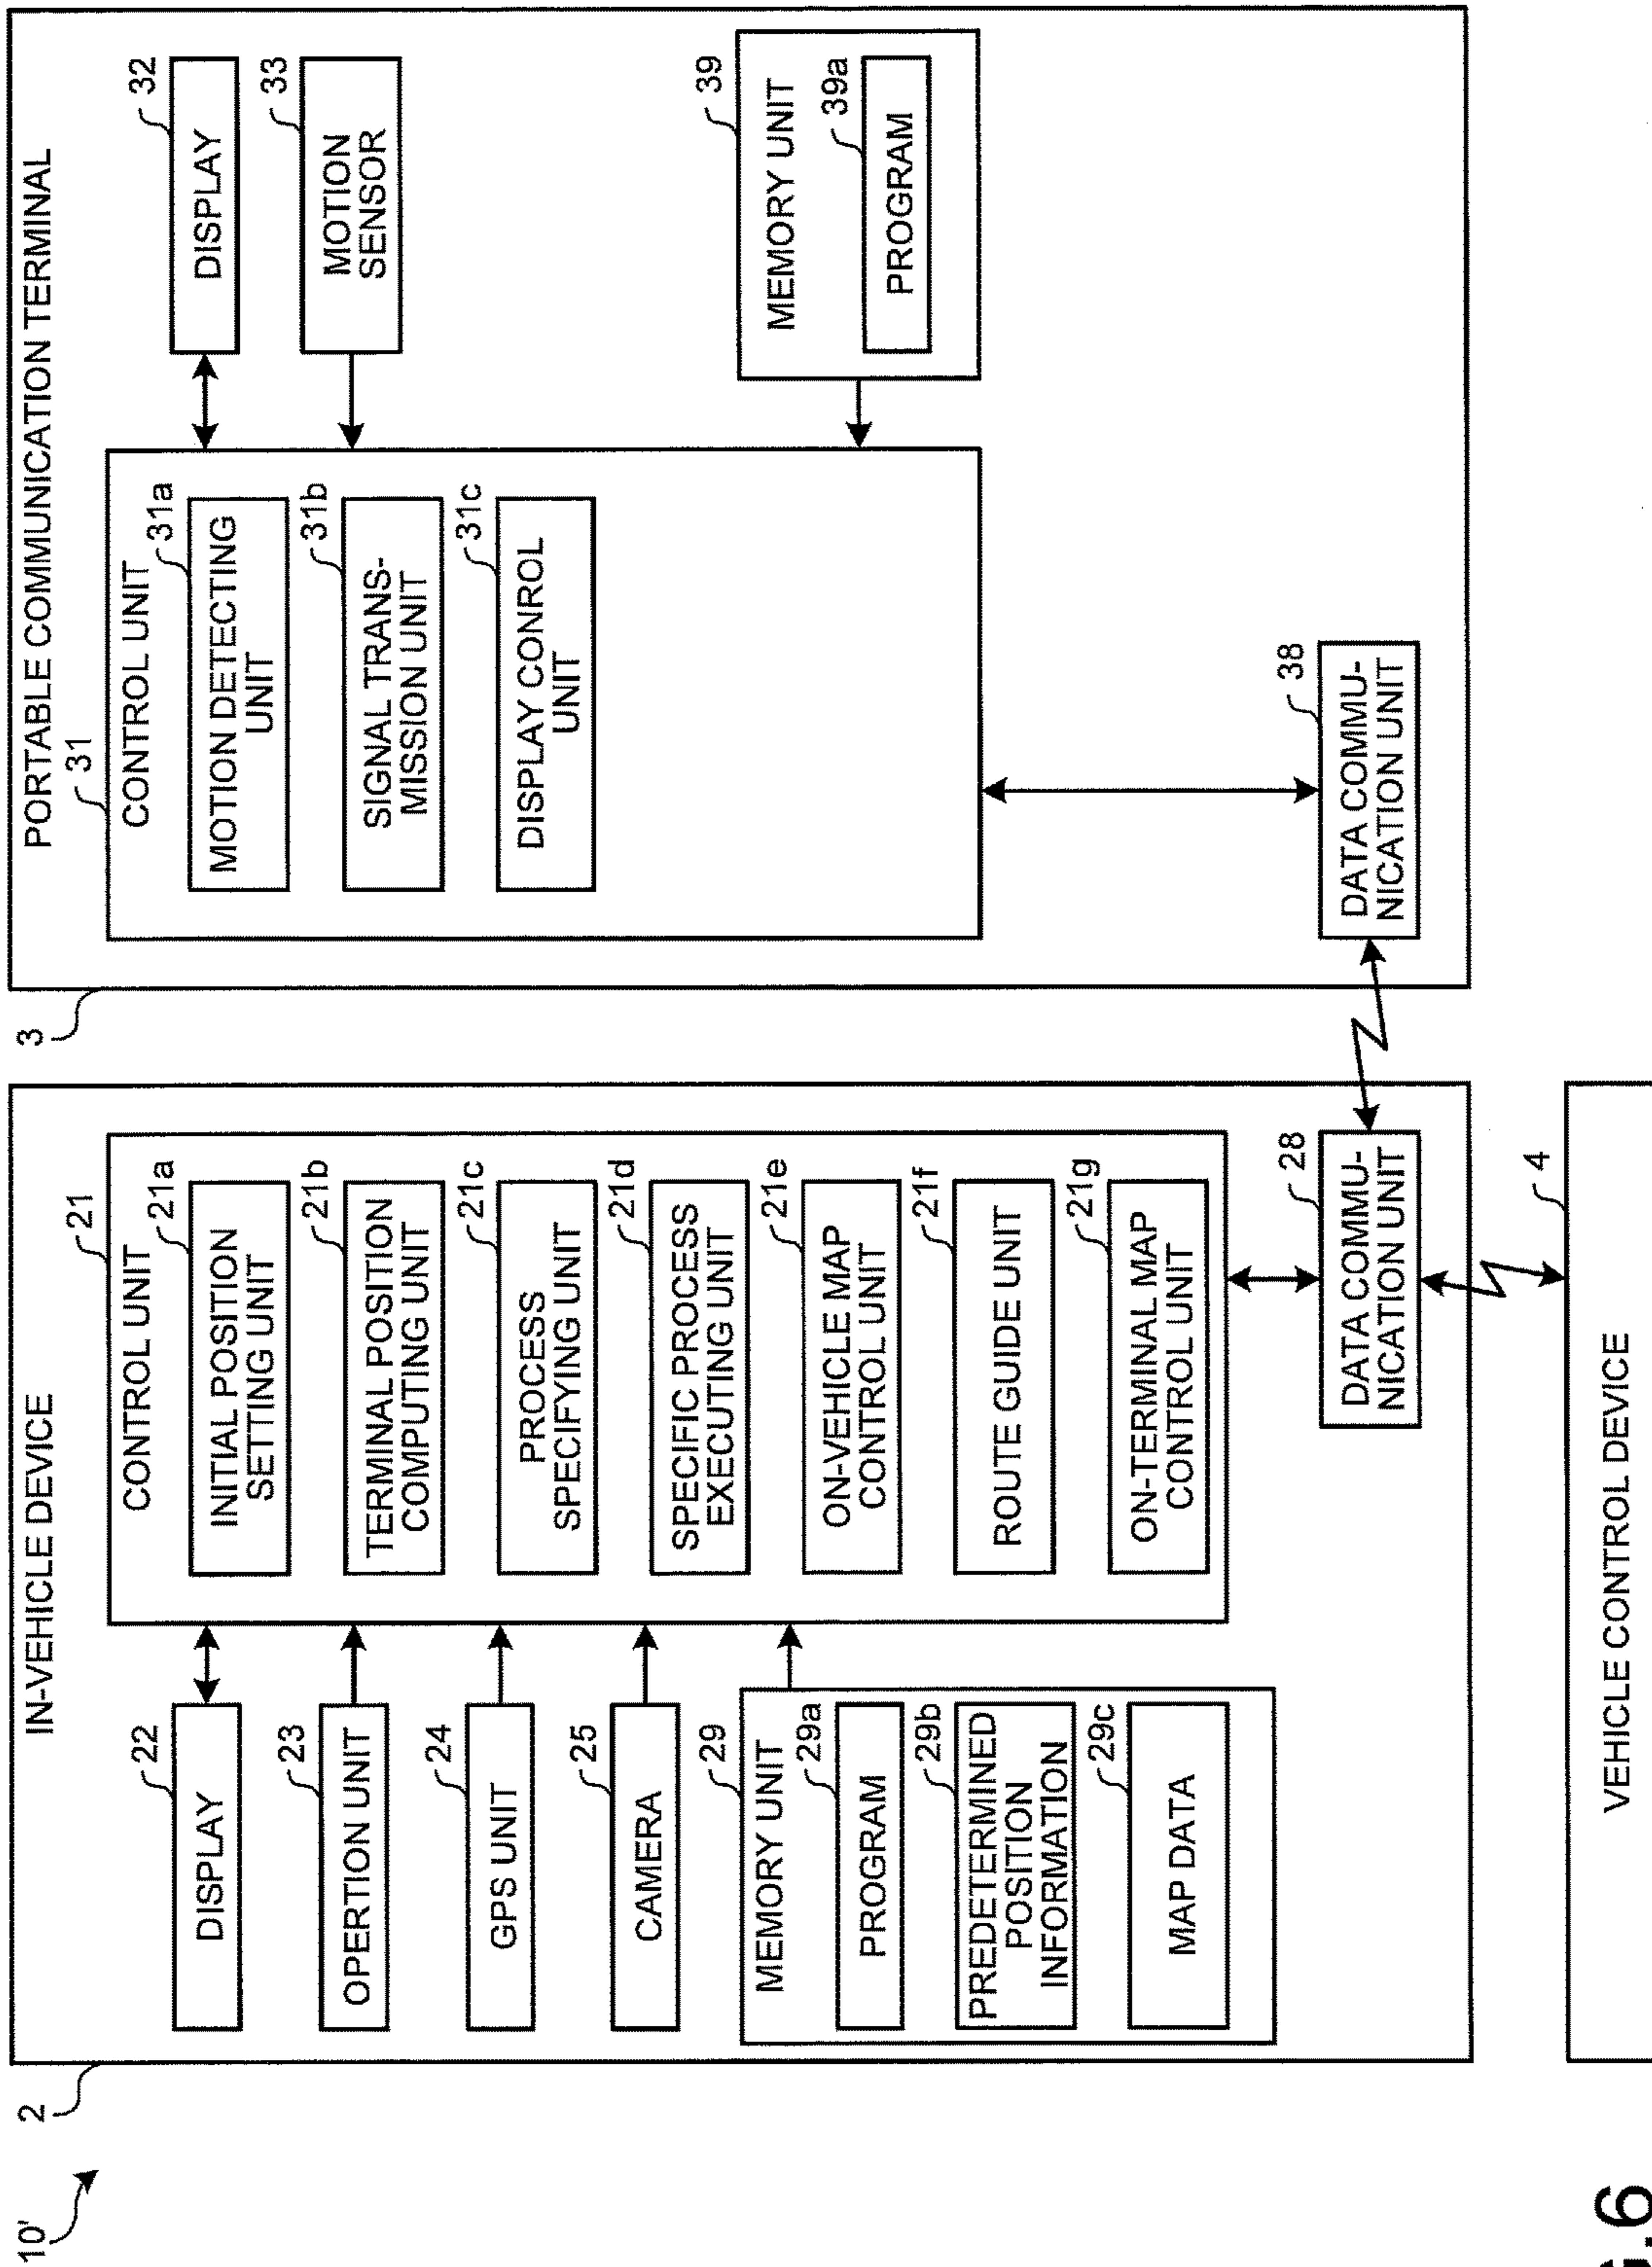 10'
2
IN-VEHICLE DEVICE
22
DISPLAY
23
OPERTION UNIT
24
GPS UNIT
25
CAMERA
29
MEMORY UNIT
29a
PROGRAM
29b
PREDETERMINED
POSITION
INFORMATION
29c
MAP DATA
21
CONTROL UNIT
21a
INITIAL POSITION
SETTING UNIT
21b
TERMINAL POSITION
COMPUTING UNIT
21c
PROCESS
SPECIFYING UNIT
21d
SPECIFIC PROCESS
EXECUTING UNIT
21e
ON-VEHICLE MAP
CONTROL UNIT
21f
ROUTE GUIDE UNIT
21g
ON-TERMINAL MAP
CONTROL UNIT
28
DATA COMMU-
NICATION UNIT
3
PORTABLE COMMUNICATION TERMINAL
31
CONTROL UNIT
31a
MOTION DETECTING
UNIT
31b
SIGNAL TRANS-
MISSION UNIT
31c
DISPLAY CONROL
UNIT
32
DISPLAY
33
MOTION
SENSOR
39
MEMORY UNIT
39a
PROGRAM
38
DATA COMMU-
NICATION UNIT
4
VEHICLE CONTROL DEVICE
G.6